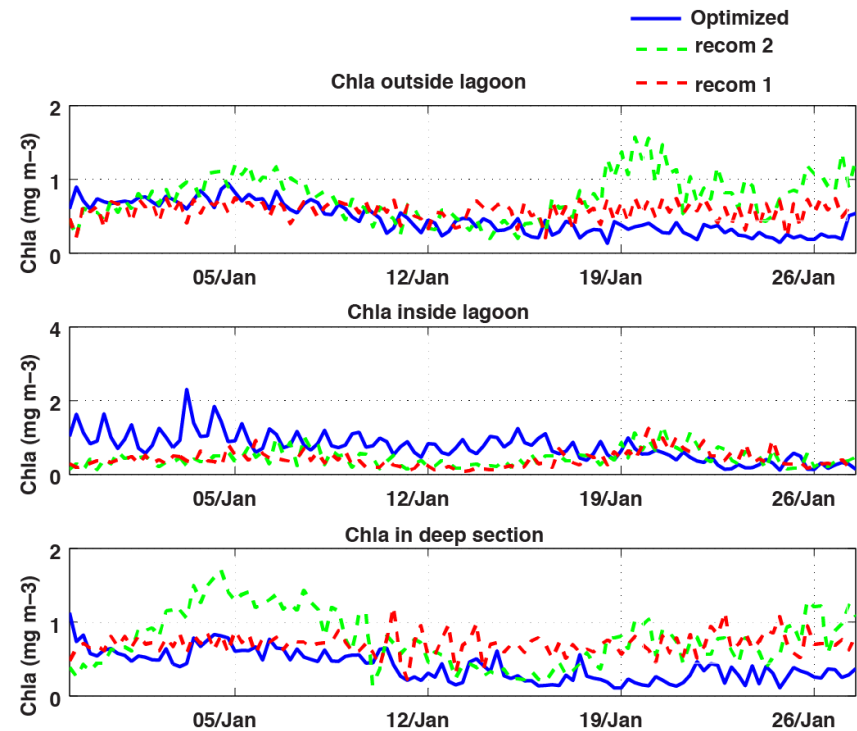 Optimized
recom 2
recom 1
Chla outside lagoon
Chla (mg m−3)
2
1
0
05/Jan 12/Jan 19/Jan 26/Jan
Chla inside lagoon
Chla (mg m−3)
4
2
0
05/Jan 12/Jan 19/Jan 26/Jan
Chla in deep section
Chla (mg m−3)
2
1
0
05/Jan 12/Jan 19/Jan 26/Jan